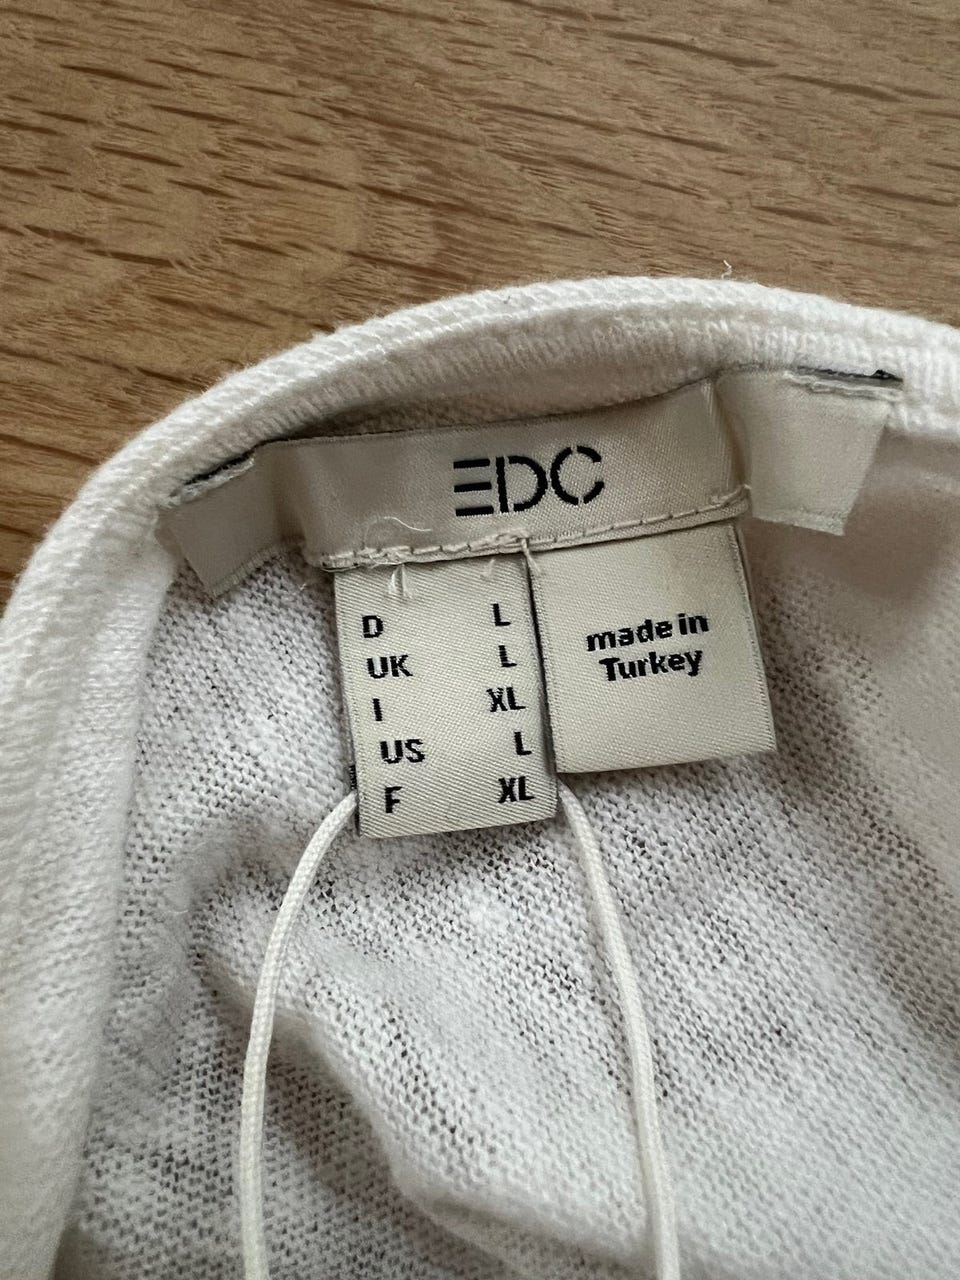 EDC
D L
UK L
I XL
US L
F XL
made in
Turkey